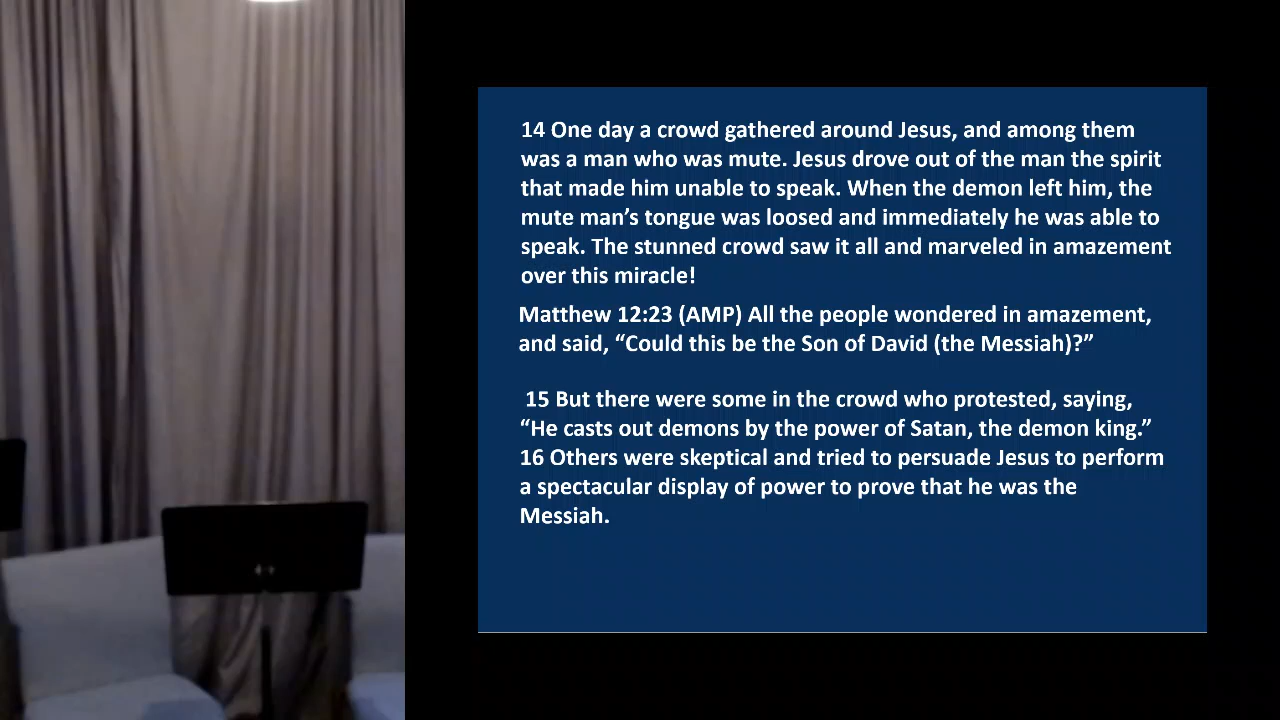 14 One day a crowd gathered around Jesus, and among them
was a man who was mute. Jesus drove out of the man the spirit
that made him unable to speak. When the demon left him, the
mute man’s tongue was loosed and immediately he was able to
speak. The stunned crowd saw it all and marveled in amazement
over this miracle!
Matthew 12:23 (AMP) All the people wondered in amazement,
and said, “Could this be the Son of David (the Messiah)?”
15 But there were some in the crowd who protested, saying,
“He casts out demons by the power of Satan, the demon king.”
16 Others were skeptical and tried to persuade Jesus to perform
a spectacular display of power to prove that he was the
Messiah.